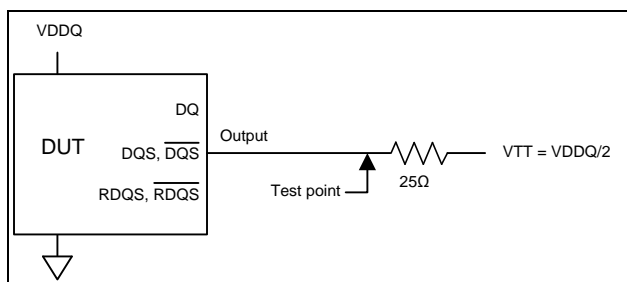 VDDQ
DQ
DUT
Output
DQS, DQS
VTT = VDDQ/2
RDQS, RDQS
Test point
25Ω